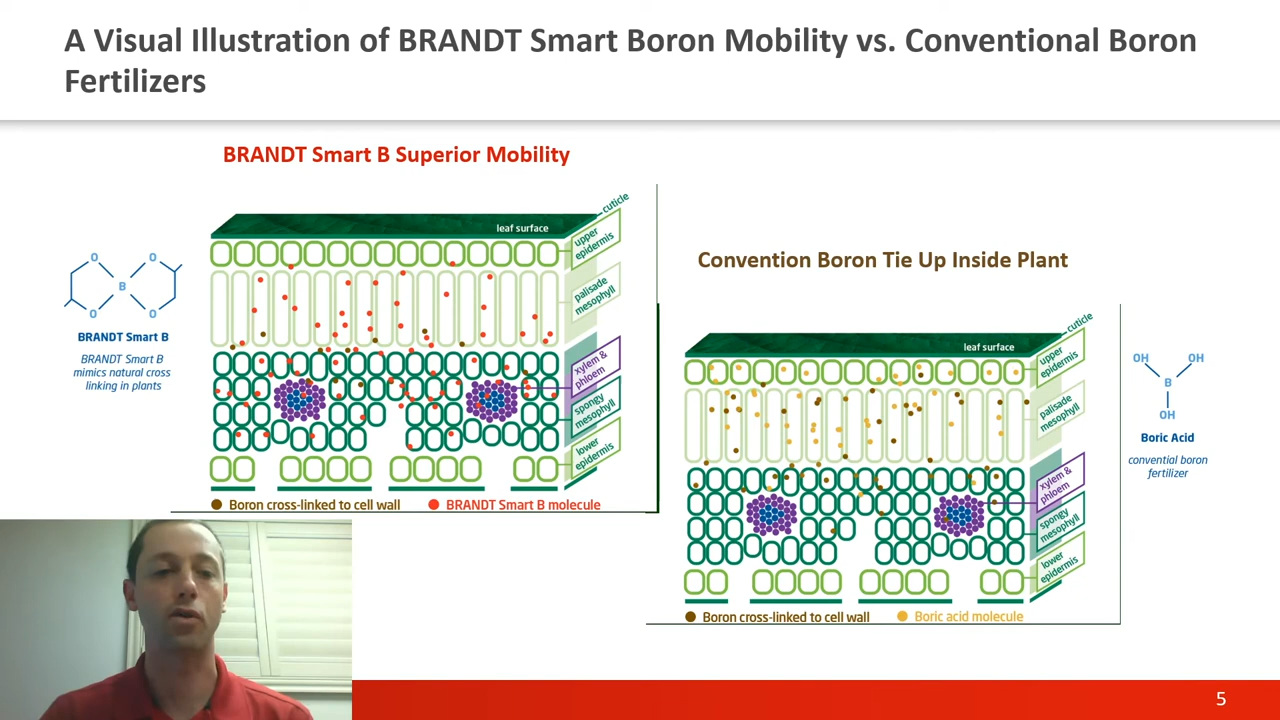 A Visual Illustration of BRANDT Smart Boron Mobility vs. Conventional Boron
Fertilizers
BRANDT Smart B Superior Mobility
cuticle
leaf surface
upper
epidermis
palisade
mesophyll
xylem &
phloem
spongy
mesophyll
lower
epidermis
O
O
B
O
O
BRANDT Smart B
BRANDT Smart B
mimics natural cross
linking in plants
Boron cross-linked to cell wall
BRANDT Smart B molecule
Convention Boron Tie Up Inside Plant
cuticle
leaf surface
upper
epidermis
palisade
mesophyll
xylem &
phloem
spongy
mesophyll
lower
epidermis
OH
OH
B
OH
Boric Acid
convential boron
fertilizer
Boron cross-linked to cell wall
Boric acid molecule
5